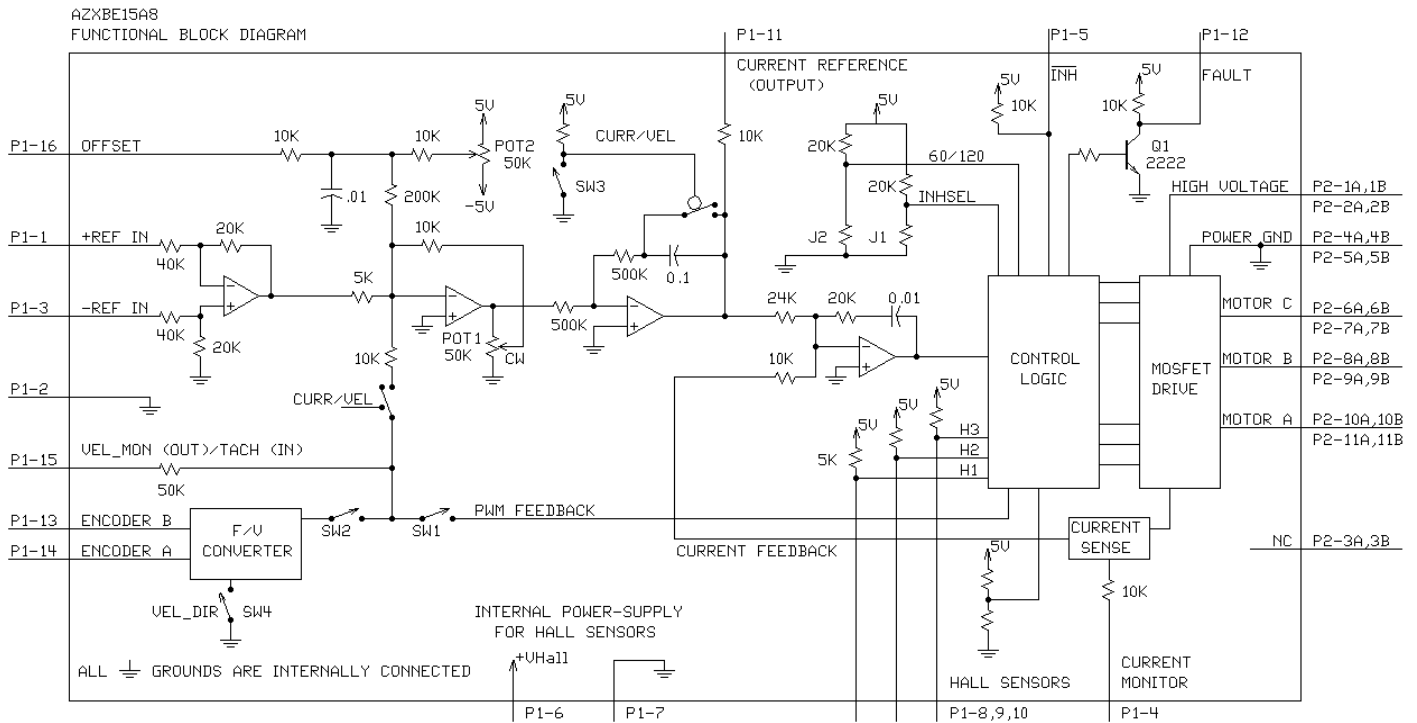 AZXBE15A8
FUNCTIONAL BLOCK DIAGRAM
P1-11
P1-5
P1-12
CURRENT REFERENCE
(OUTPUT)
INH
FAULT
5V
10K
5V
10K
Q1
2222
P1-16
OFFSET
10K
10K
5V
POT2
50K
-5V
.01
200K
5V
CURR/VEL
SW3
10K
5V
20K
60/120
20K
INHSEL
J2
J1
HIGH VOLTAGE
P2-1A,1B
P2-2A,2B
P1-1
+REF IN
20K
40K
10K
500K
0.1
POWER GND
P2-4A,4B
P2-5A,5B
P1-3
-REF IN
40K
20K
5K
POT1
50K
CW
500K
24K
20K
0.01
10K
CONTROL
LOGIC
MOSFET
DRIVE
MOTOR C
P2-6A,6B
P2-7A,7B
MOTOR B
P2-8A,8B
P2-9A,9B
MOTOR A
P2-10A,10B
P2-11A,11B
10K
P1-2
CURR/VEL
5V
5V
5V
5K
H3
H2
H1
P1-15
VEL_MON (OUT)/TACH (IN)
50K
P1-13
ENCODER B
P1-14
ENCODER A
F/V
CONVERTER
SW2
SW1
PWM FEEDBACK
CURRENT FEEDBACK
CURRENT
SENSE
NC
P2-3A,3B
5V
10K
VEL_DIR
SW4
INTERNAL POWER-SUPPLY
FOR HALL SENSORS
+VHall
ALL GROUNDS ARE INTERNALLY CONNECTED
HALL SENSORS
CURRENT
MONITOR
P1-6
P1-7
P1-8,9,10
P1-4